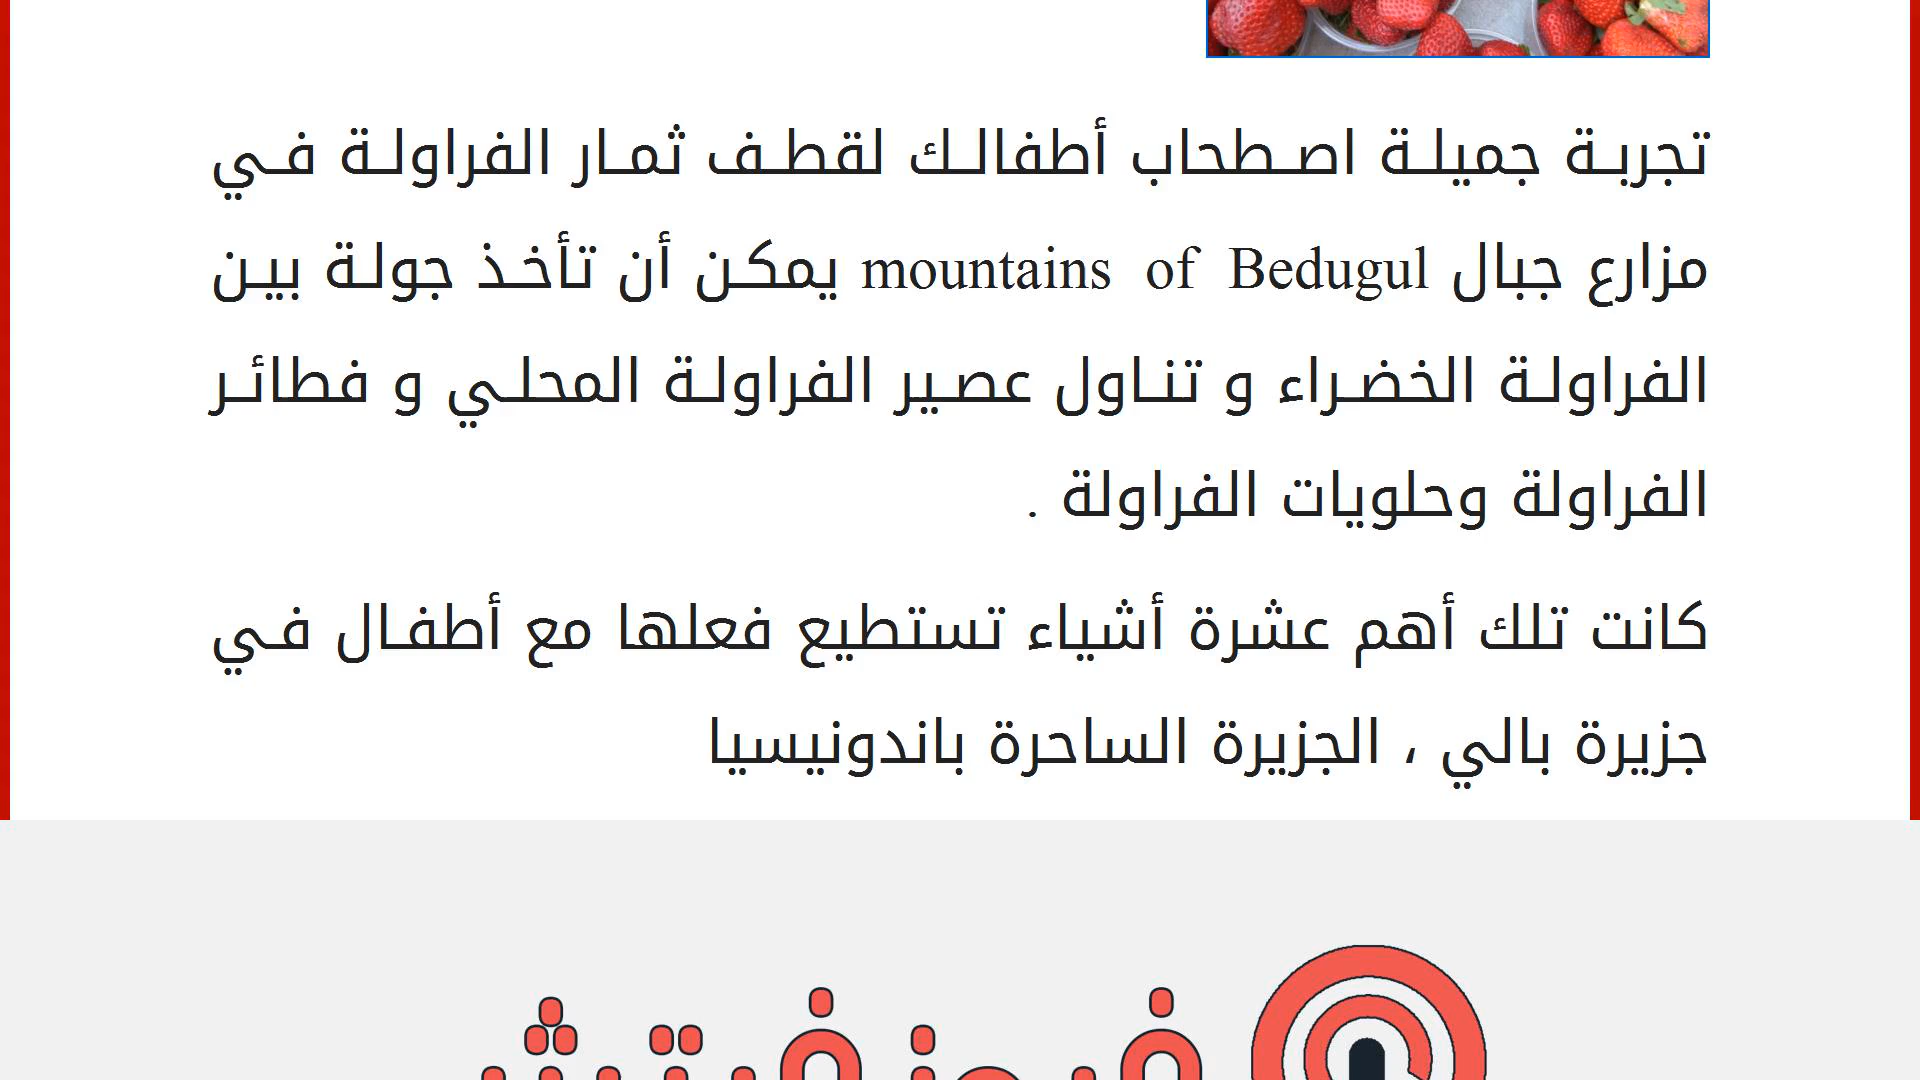 تجربة جميلة اصطحاب أطفالك لقطف ثمار الفراولة في
مزارع جبال mountains of Bedugul يمكن أن تأخذ جولة بين
الفراولة الخضراء و تناول عصير الفراولة المحلي و فطائر
الفراولة وحلويات الفراولة .
كانت تلك أهم عشرة أشياء تستطيع فعلها مع أطفال في
جزيرة بالي ، الجزيرة الساحرة باندونيسيا